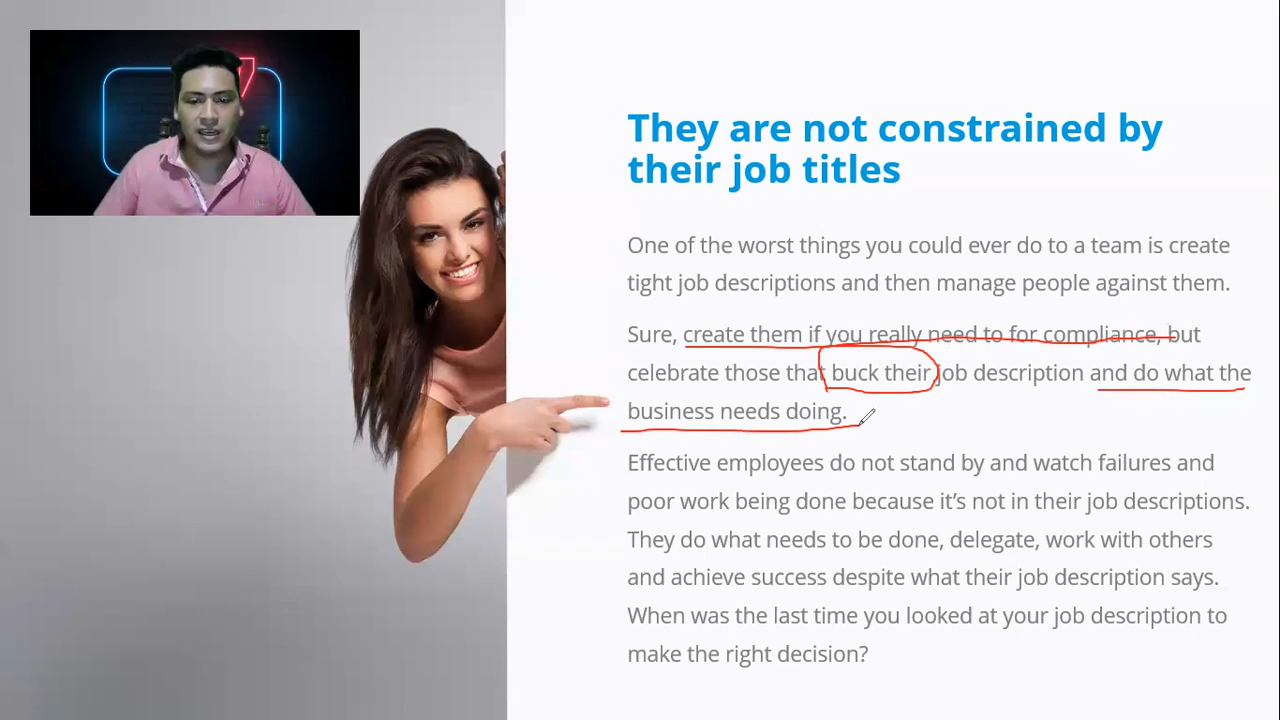 They are not constrained by
their job titles
One of the worst things you could ever do to a team is create
tight job descriptions and then manage people against them.
Sure, create them if you really need to for compliance, but
celebrate those that buck their job description and do what the
business needs doing.
Effective employees do not stand by and watch failures and
poor work being done because it’s not in their job descriptions.
They do what needs to be done, delegate, work with others
and achieve success despite what their job description says.
When was the last time you looked at your job description to
make the right decision?